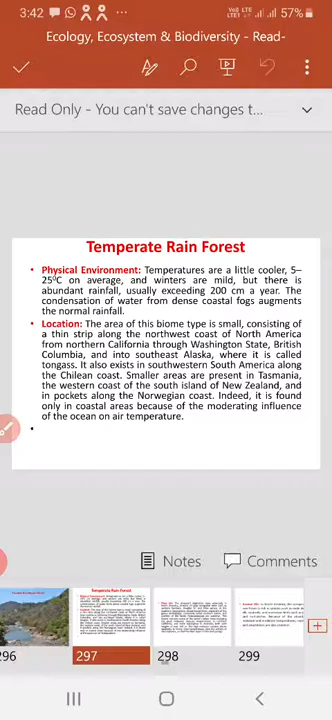 3:42
Vo)) LTE
LTE1
57%
Ecology, Ecosystem & Biodiversity - Read-
Read Only - You can't save changes t...
Temperate Rain Forest
• Physical Environment: Temperatures are a little cooler, 5–
25⁰C on average, and winters are mild, but there is
abundant rainfall, usually exceeding 200 cm a year. The
condensation of water from dense coastal fogs augments
the normal rainfall.
• Location: The area of this biome type is small, consisting of
a thin strip along the northwest coast of North America
from northern California through Washington State, British
Columbia, and into southeast Alaska, where it is called
tongass. It also exists in southwestern South America along
the Chilean coast. Smaller areas are present in Tasmania,
the western coast of the south island of New Zealand, and
in pockets along the Norwegian coast. Indeed, it is found
only in coastal areas because of the moderating influence
of the ocean on air temperature.
•
Notes
Comments
Temperate Rain Forest
296
297
298
299